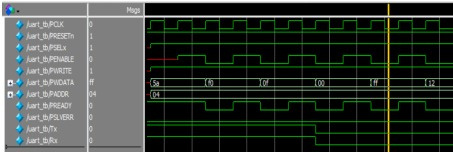 Msgs
/uart_tb/PCLK 0
/uart_tb/PRESETn 1
/uart_tb/PSELx 1
/uart_tb/PENABLE 0
/uart_tb/PWRITE 1
/uart_tb/PWDATA ff 5a f0 0f 00 ff 12
/uart_tb/PADDR 04 04
/uart_tb/PREADY 0
/uart_tb/PSLVERR 0
/uart_tb/Tx 0
/uart_tb/Rx 0